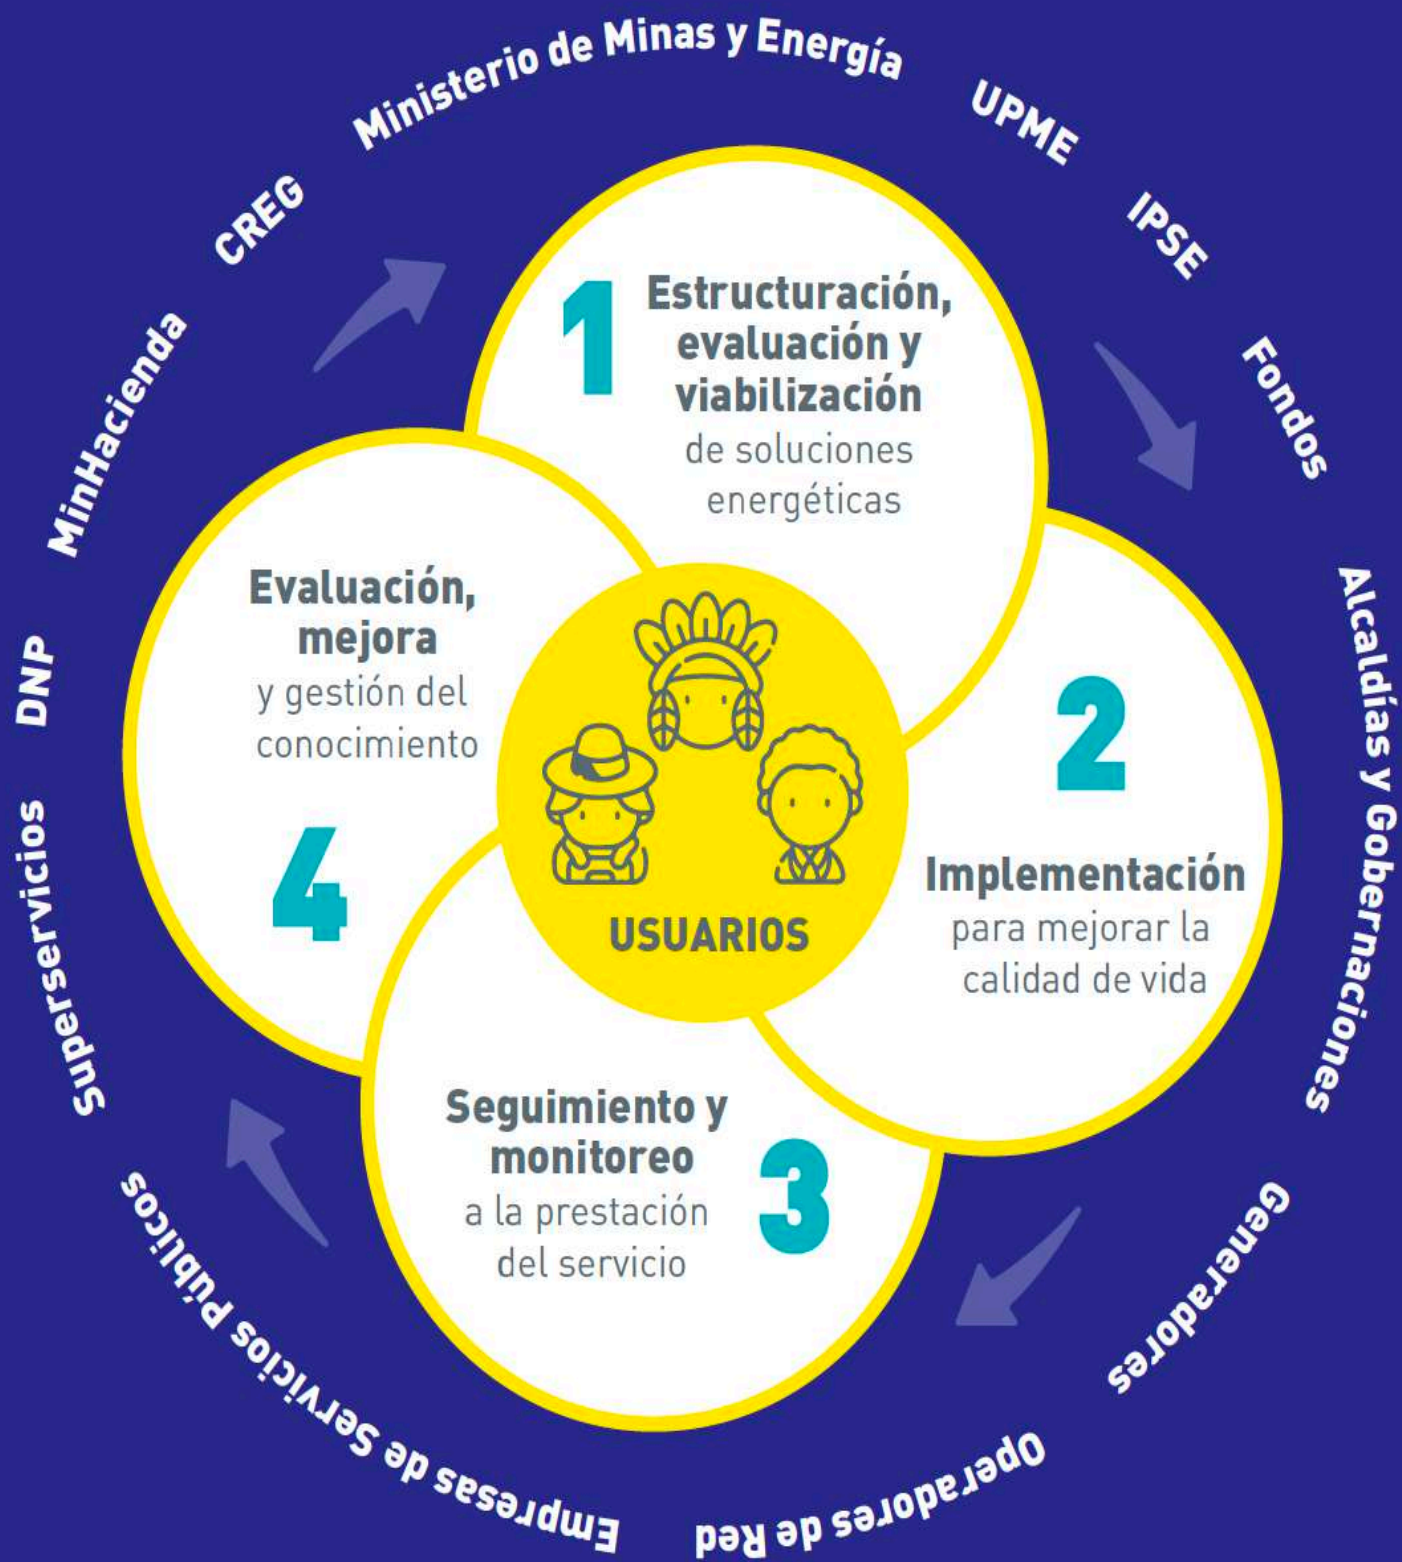 Ministerio de Minas y Energía
UPME
IPSE
Fondos
Alcaldías y Gobernaciones
Generadores
Operadores de Red
Empresas de Servicios Públicos
Superservicios
DNP
MinHacienda
CREG
1
Estructuración,
evaluación y
viabilización
de soluciones
energéticas
2
Implementación
para mejorar la
calidad de vida
3
Seguimiento y
monitoreo
a la prestación
del servicio
4
Evaluación,
mejora
y gestión del
conocimiento
USUARIOS